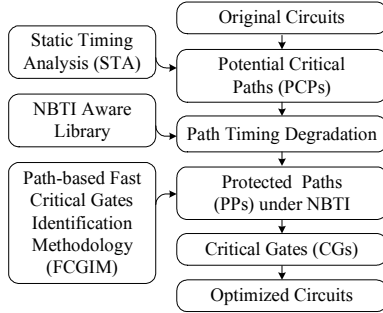 Original Circuits
Static Timing
Analysis (STA)
Potential Critical
Paths (PCPs)
NBTI Aware
Library
Path Timing Degradation
Path-based Fast
Critical Gates
Identification
Methodology
(FCGIM)
Protected Paths
(PPs) under NBTI
Critical Gates (CGs)
Optimized Circuits